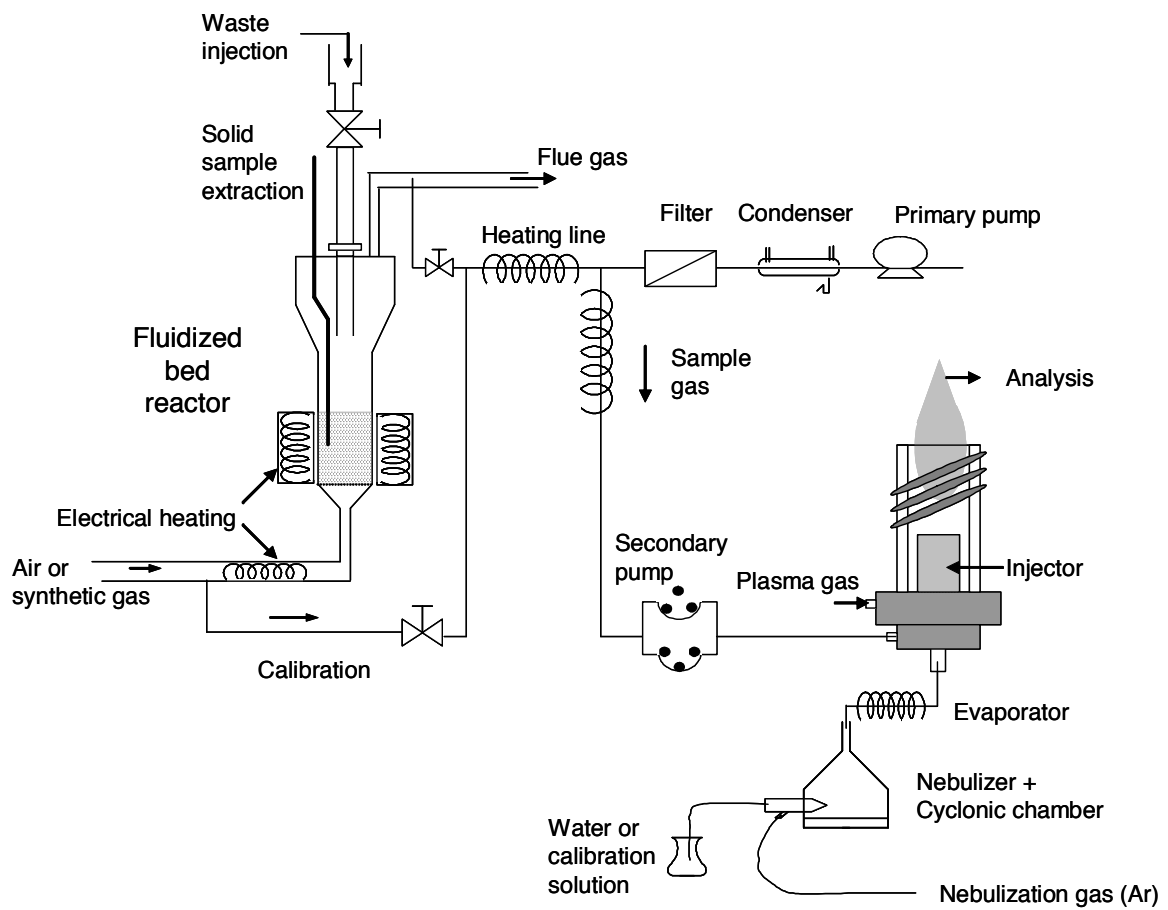 Waste
injection
Solid
sample
extraction
Flue gas
Filter
Condenser
Primary pump
Heating line
Fluidized
bed
reactor
Sample
gas
Analysis
Electrical heating
Air or
synthetic gas
Secondary
pump
Plasma gas
Injector
Calibration
Evaporator
Nebulizer +
Cyclonic chamber
Water or
calibration
solution
Nebulization gas (Ar)